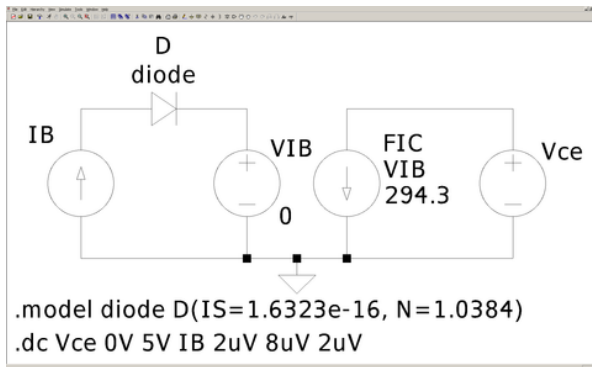 D
diode
IB
VIB
0
FIC
VIB
294.3
Vce
.model diode D(IS=1.6323e-16, N=1.0384)
.dc Vce 0V 5V IB 2uV 8uV 2uV